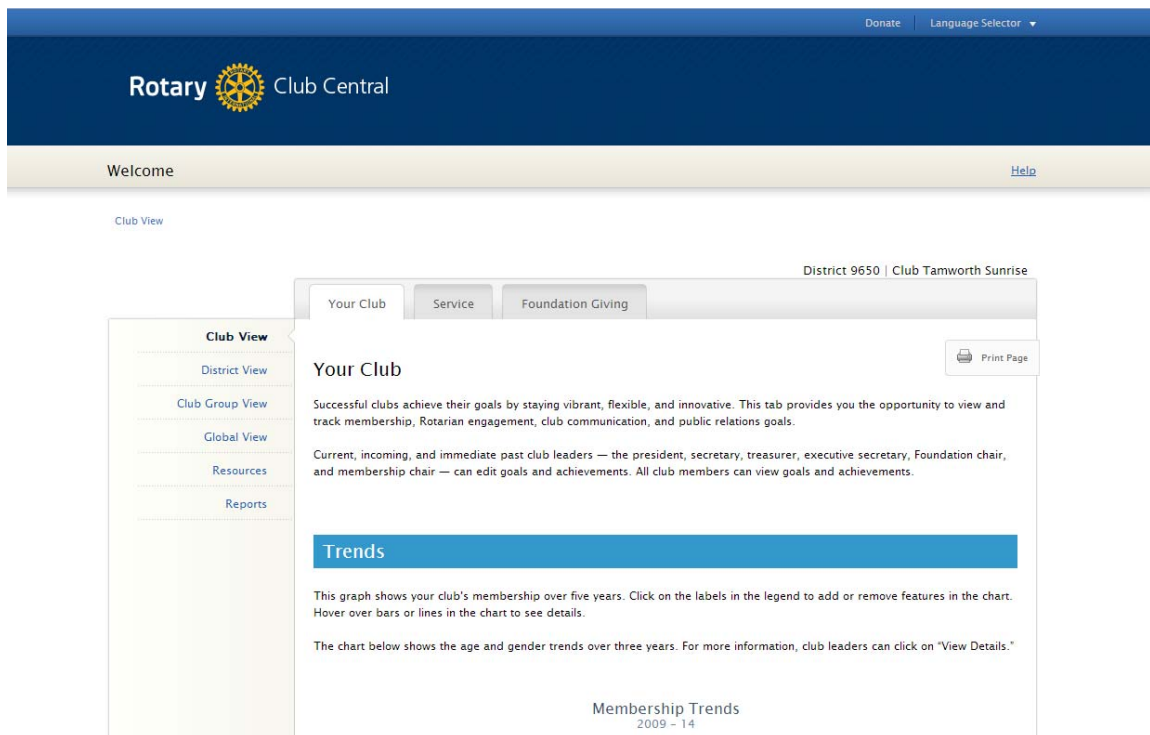 Donate | Language Selector
Rotary Club Central
Welcome
Help
Club View
District 9650 | Club Tamworth Sunrise
Your Club
Service
Foundation Giving
Club View
District View
Club Group View
Global View
Resources
Reports
Print Page
Your Club
Successful clubs achieve their goals by staying vibrant, flexible, and innovative. This tab provides you the opportunity to view and
track membership, Rotarian engagement, club communication, and public relations goals.
Current, incoming, and immediate past club leaders — the president, secretary, treasurer, executive secretary, Foundation chair,
and membership chair — can edit goals and achievements. All club members can view goals and achievements.
Trends
This graph shows your club's membership over five years. Click on the labels in the legend to add or remove features in the chart.
Hover over bars or lines in the chart to see details.
The chart below shows the age and gender trends over three years. For more information, club leaders can click on "View Details."
Membership Trends
2009 – 14